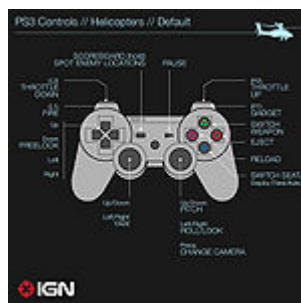 PS3 Controls // Helicopters // Default
SCOREBOARD (hold)
SPOT ENEMY LOCATIONS
PAUSE
THROTTLE
DOWN
FIRE
Up
Down
FREELOOK
Left
Right
THROTTLE
UP
GADGET
SWITCH
WEAPON
EJECT
RELOAD
SWITCH SEAT
Up/Down
Left/Right
YAW
Up/Down
PITCH
Left/Right
ROLL/LOOK
Press
CHANGE CAMERA
IGN